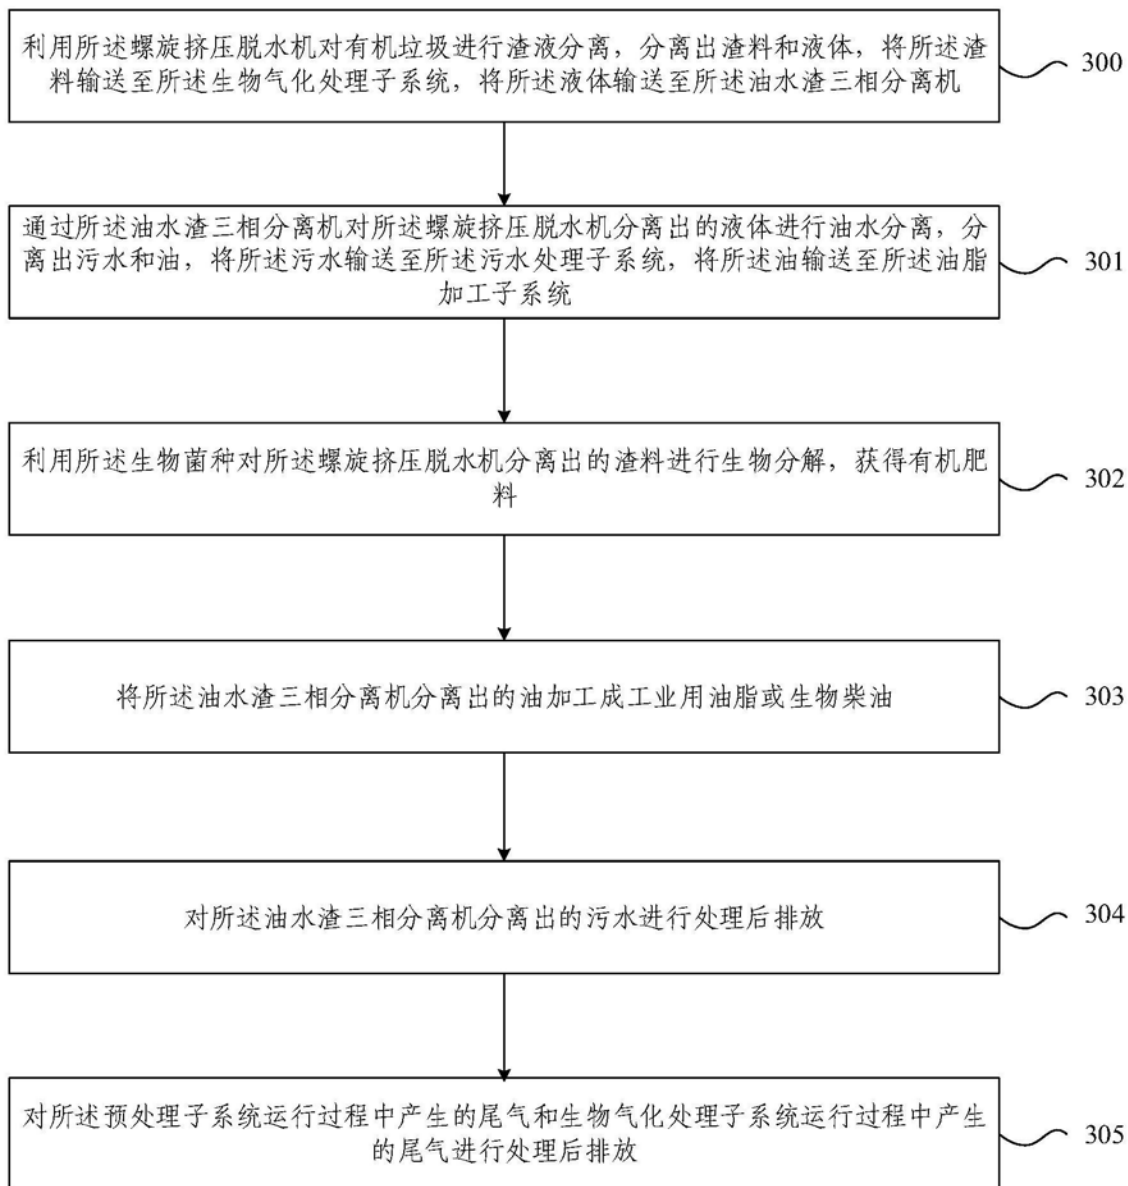 利用所述螺旋挤压脱水机对有机垃圾进行渣液分离，分离出渣料和液体，将所述渣
料输送至所述生物气化处理子系统，将所述液体输送至所述油水渣三相分离机
300
通过所述油水渣三相分离机对所述螺旋挤压脱水机分离出的液体进行油水分离，分
离出污水和油，将所述污水输送至所述污水处理子系统，将所述油输送至所述油脂
加工子系统
301
利用所述生物菌种对所述螺旋挤压脱水机分离出的渣料进行生物分解，获得有机肥
料
302
将所述油水渣三相分离机分离出的油加工成工业用油脂或生物柴油
303
对所述油水渣三相分离机分离出的污水进行处理后排放
304
对所述预处理子系统运行过程中产生的尾气和生物气化处理子系统运行过程中产生
的尾气进行处理后排放
305